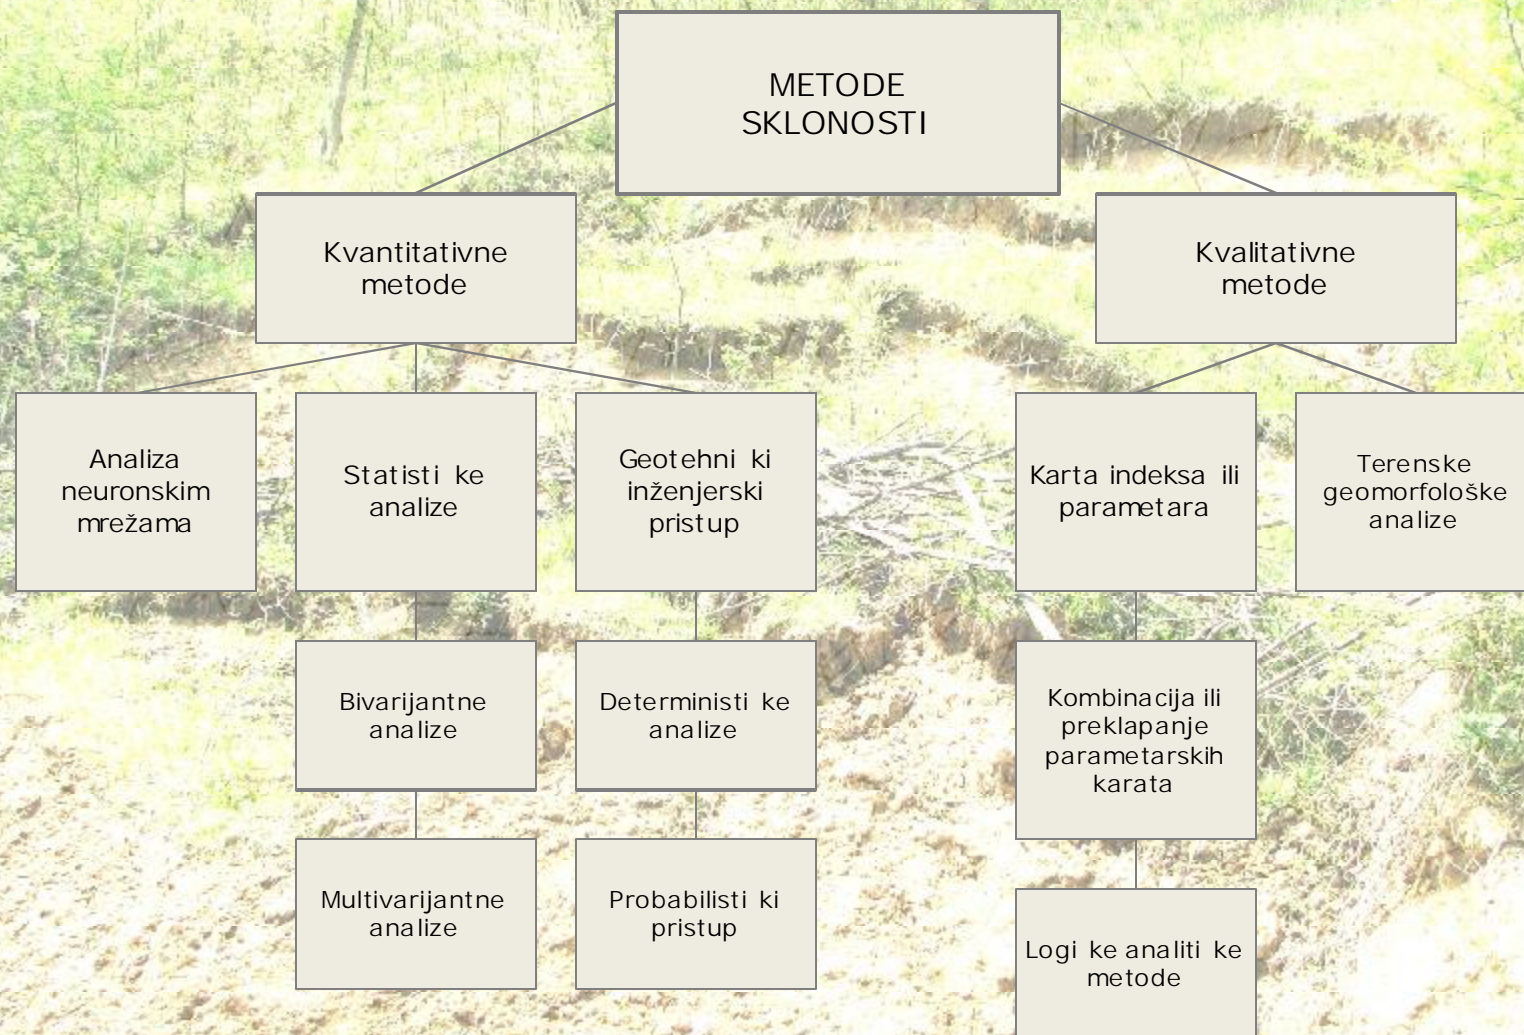 METODE
SKLONOSTI
Kvantitativne
metode
Kvalitativne
metode
Analiza
neuronskim
mrežama
Statisti ke
analize
Geotehni ki
inženjerski
pristup
Karta indeksa ili
parametara
Terenske
geomorfološke
analize
Bivarijantne
analize
Deterministi ke
analize
Kombinacija ili
preklapanje
parametarskih
karata
Multivarijantne
analize
Probabilisti ki
pristup
Logi ke analiti ke
metode